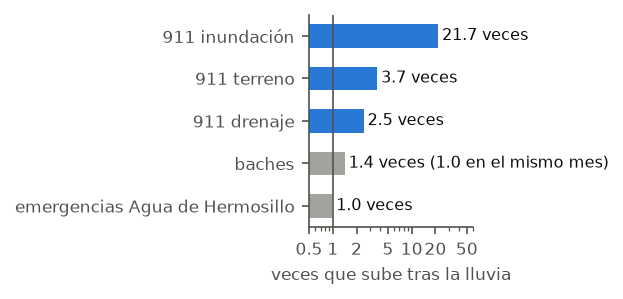 911 inundación 21.7 veces
911 terreno 3.7 veces
911 drenaje 2.5 veces
baches 1.4 veces (1.0 en el mismo mes)
emergencias Agua de Hermosillo 1.0 veces
0.5 1 2 5 10 20 50
veces que sube tras la lluvia